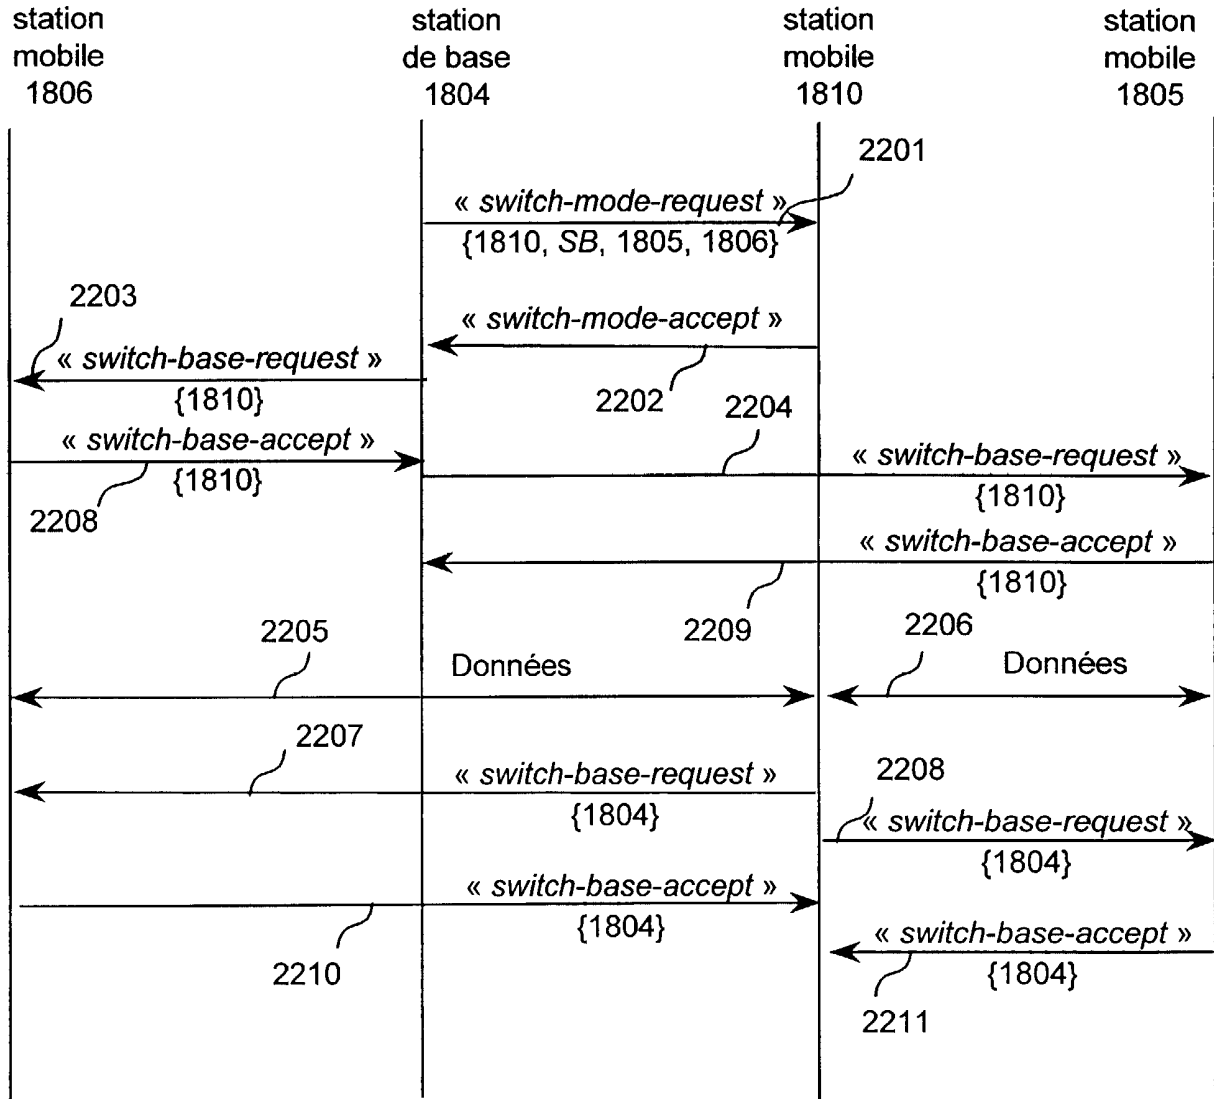 station
mobile
1806
station
de base
1804
station
mobile
1810
station
mobile
1805
2201
« switch-mode-request »
{1810, SB, 1805, 1806}
2203
« switch-mode-accept »
« switch-base-request »
{1810}
2202
2204
« switch-base-accept »
{1810}
« switch-base-request »
{1810}
2208
« switch-base-accept »
{1810}
2209
2205
2206
Données
Données
2207
« switch-base-request »
{1804}
2208
« switch-base-request »
{1804}
« switch-base-accept »
{1804}
« switch-base-accept »
{1804}
2210
2211